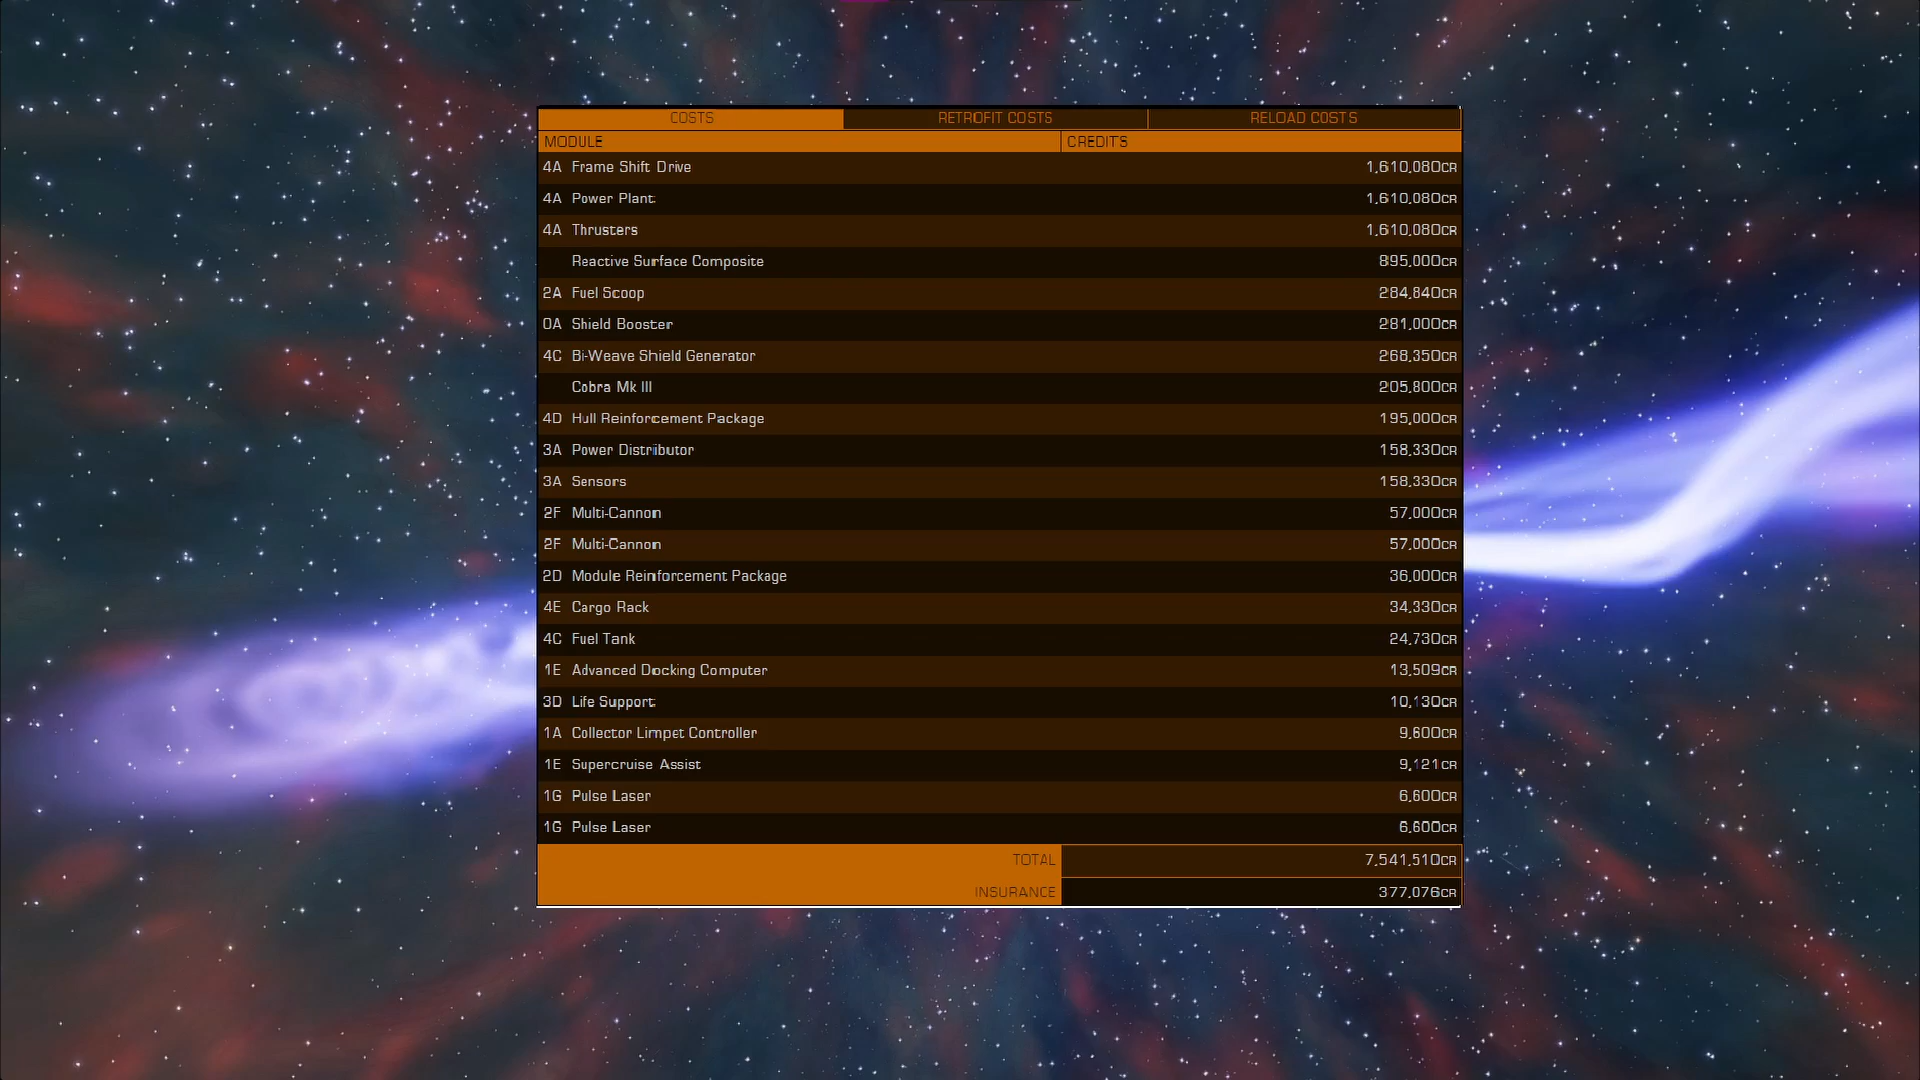 COSTS RETROFIT COSTS RELOAD COSTS
MODULE CREDITS
4A Frame Shift Drive 1,610,080CR
4A Power Plant 1,610,080CR
4A Thrusters 1,610,080CR
Reactive Surface Composite 895,000CR
2A Fuel Scoop 284,840CR
0A Shield Booster 281,000CR
4C Bi-Weave Shield Generator 268,350CR
Cobra Mk III 205,800CR
4D Hull Reinforcement Package 195,000CR
3A Power Distributor 158,330CR
3A Sensors 158,330CR
2F Multi-Cannon 57,000CR
2F Multi-Cannon 57,000CR
2D Module Reinforcement Package 36,000CR
4E Cargo Rack 34,330CR
4C Fuel Tank 24,730CR
1E Advanced Docking Computer 13,509CR
3D Life Support 10,130CR
1A Collector Limpet Controller 9,600CR
1E Supercruise Assist 9,121CR
1G Pulse Laser 6,600CR
1G Pulse Laser 6,600CR
TOTAL 7,541,510CR
INSURANCE 377,076CR